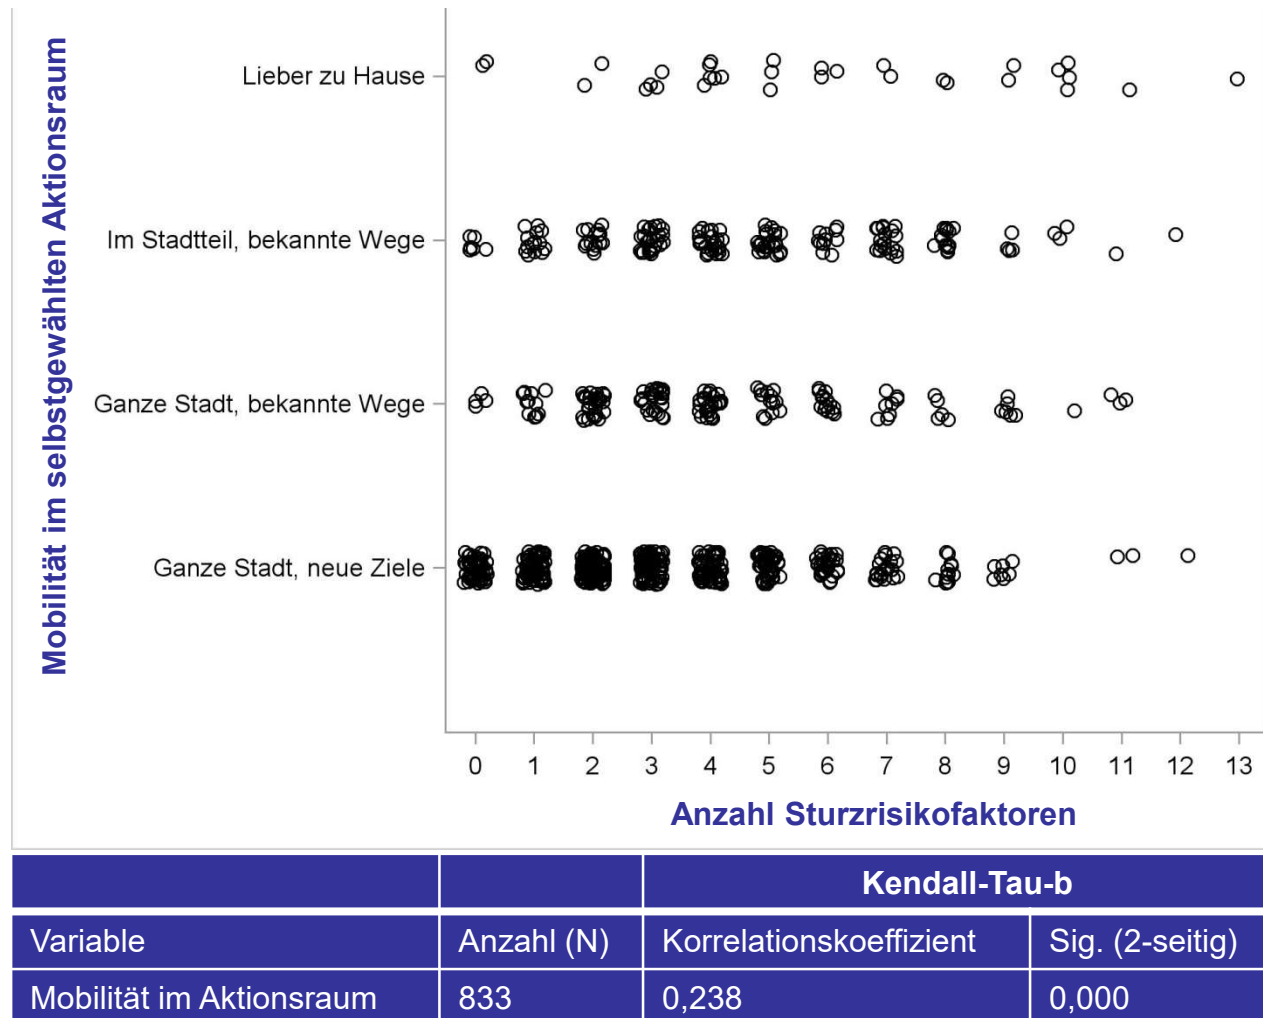 Mobilität im selbstgewählten Aktionsraum
Lieber zu Hause
Im Stadtteil, bekannte Wege
Ganze Stadt, bekannte Wege
Ganze Stadt, neue Ziele
0 1 2 3 4 5 6 7 8 9 10 11 12 13
Anzahl Sturzrisikofaktoren
Kendall-Tau-b
Variable Anzahl (N) Korrelationskoeffizient Sig. (2-seitig)
Mobilität im Aktionsraum 833 0,238 0,000